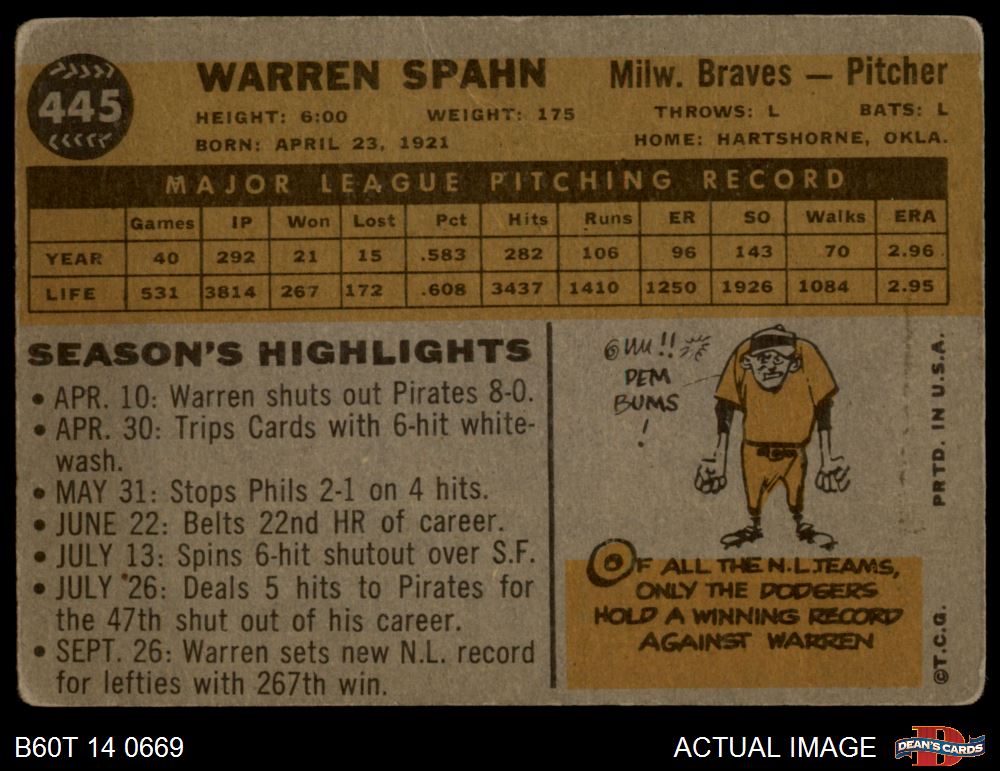 445
WARREN SPAHN Milw. Braves — Pitcher
HEIGHT: 6:00 WEIGHT: 175 THROWS: L BATS: L
BORN: APRIL 23, 1921 HOME: HARTSHORNE, OKLA.
MAJOR LEAGUE PITCHING RECORD
Games IP Won Lost Pct Hits Runs ER SO Walks ERA
YEAR 40 292 21 15 .583 282 106 96 143 70 2.96
LIFE 531 3814 267 172 .608 3437 1410 1250 1926 1084 2.95
SEASON'S HIGHLIGHTS
• APR. 10: Warren shuts out Pirates 8-0.
• APR. 30: Trips Cards with 6-hit white-
wash.
• MAY 31: Stops Phils 2-1 on 4 hits.
• JUNE 22: Belts 22nd HR of career.
• JULY 13: Spins 6-hit shutout over S.F.
• JULY 26: Deals 5 hits to Pirates for
the 47th shut out of his career.
• SEPT. 26: Warren sets new N.L. record
for lefties with 267th win.
DEM
BUMS
!
OF ALL THE N.L. TEAMS,
ONLY THE DODGERS
HOLD A WINNING RECORD
AGAINST WARREN
PRTD. IN U.S.A.
©T.C.G.
B60T 14 0669
ACTUAL IMAGE
DEAN'S CARDS